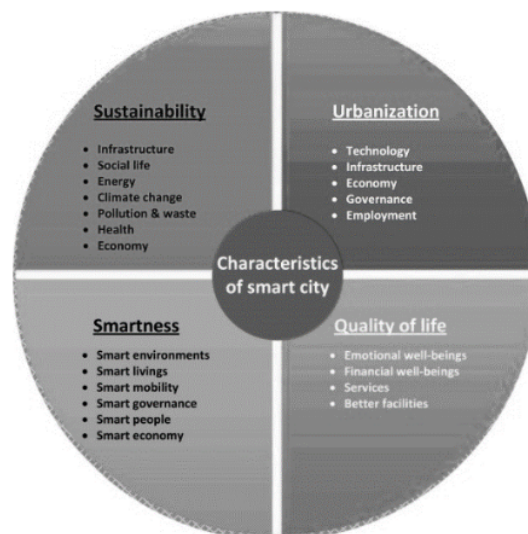 Sustainability
• Infrastructure
• Social life
• Energy
• Climate change
• Pollution & waste
• Health
• Economy
Urbanization
• Technology
• Infrastructure
• Economy
• Governance
• Employment
Characteristics
of smart city
Smartness
• Smart environments
• Smart livings
• Smart mobility
• Smart governance
• Smart people
• Smart economy
Quality of life
• Emotional well-beings
• Financial well-beings
• Services
• Better facilities